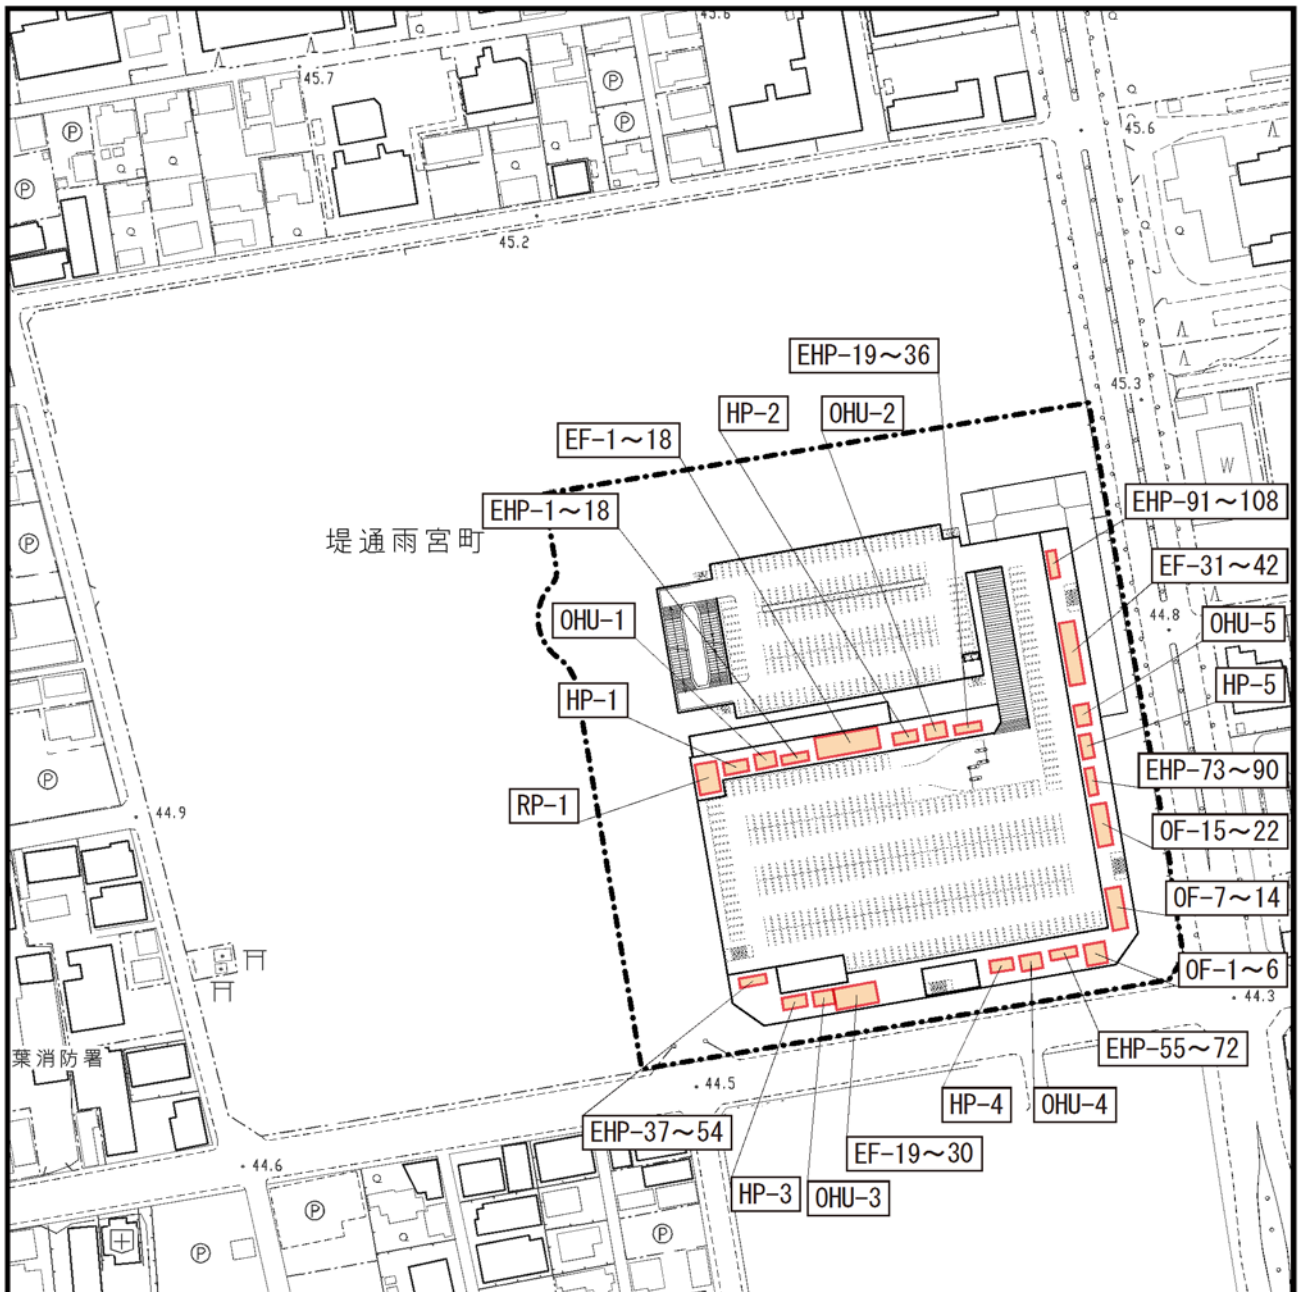 45.6
45.7
Ⓟ
Ⓟ
Ⓟ
Ⓟ
45.6
45.2
EHP-19～36
45.3
HP-2
OHU-2
EF-1～18
W
EHP-1～18
EHP-91～108
堤通雨宮町
Ⓟ
EF-31～42
44.8
OHU-1
OHU-5
HP-1
HP-5
Ⓟ
EHP-73～90
RP-1
44.9
OF-15～22
OF-7～14
OF-1～6
44.3
葉消防署
EHP-55～72
44.5
HP-4
OHU-4
EHP-37～54
EF-19～30
44.6
HP-3
OHU-3
Ⓟ
Ⓟ
Ⓟ